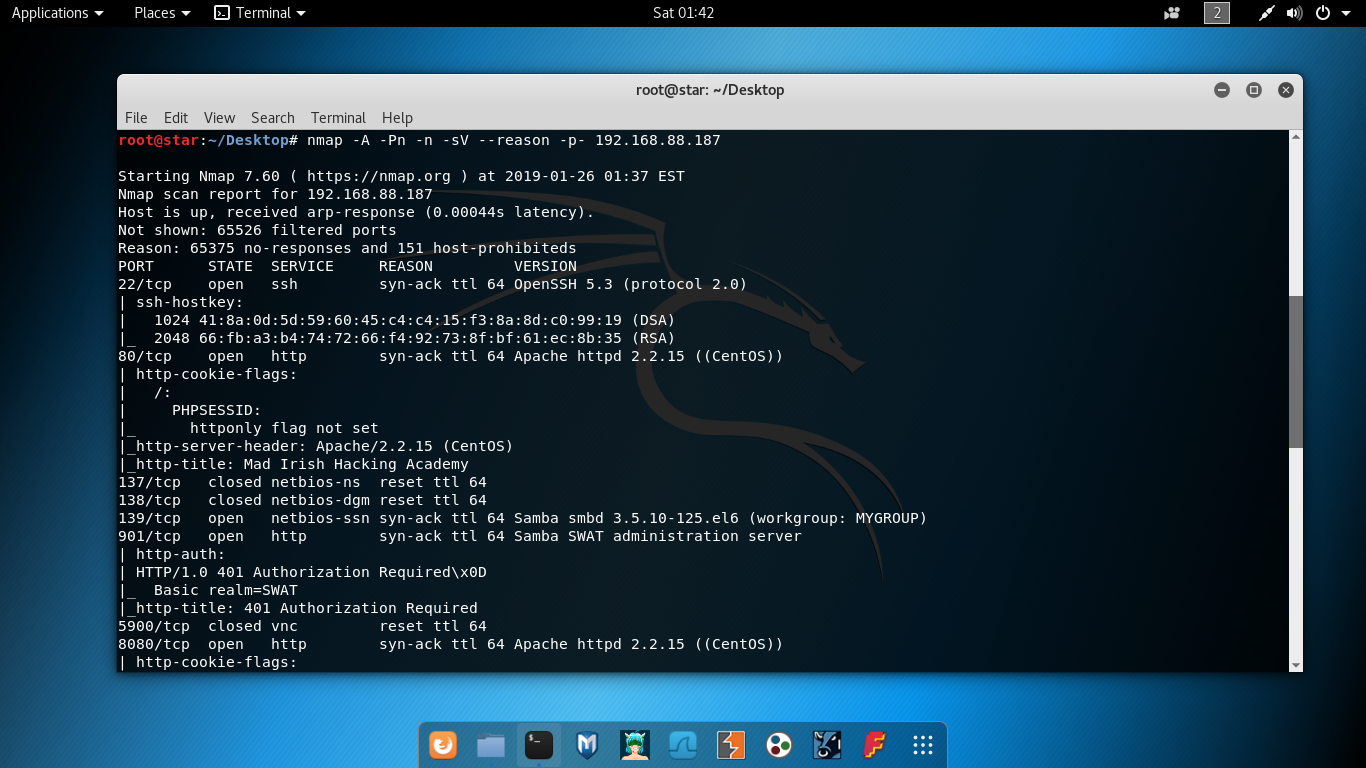 Applications Places Terminal Sat 01:42 2
root@star: ~/Desktop
File Edit View Search Terminal Help
root@star:~/Desktop# nmap -A -Pn -n -sV --reason -p- 192.168.88.187
Starting Nmap 7.60 ( https://nmap.org ) at 2019-01-26 01:37 EST
Nmap scan report for 192.168.88.187
Host is up, received arp-response (0.00044s latency).
Not shown: 65526 filtered ports
Reason: 65375 no-responses and 151 host-prohibiteds
PORT      STATE  SERVICE     REASON         VERSION
22/tcp    open   ssh         syn-ack ttl 64 OpenSSH 5.3 (protocol 2.0)
| ssh-hostkey:
|   1024 41:8a:0d:5d:59:60:45:c4:c4:15:f3:8a:8d:c0:99:19 (DSA)
|_  2048 66:fb:a3:b4:74:72:66:f4:92:73:8f:bf:61:ec:8b:35 (RSA)
80/tcp    open   http        syn-ack ttl 64 Apache httpd 2.2.15 ((CentOS))
| http-cookie-flags:
|   /:
|     PHPSESSID:
|_      httponly flag not set
|_http-server-header: Apache/2.2.15 (CentOS)
|_http-title: Mad Irish Hacking Academy
137/tcp   closed netbios-ns  reset ttl 64
138/tcp   closed netbios-dgm reset ttl 64
139/tcp   open   netbios-ssn syn-ack ttl 64 Samba smbd 3.5.10-125.el6 (workgroup: MYGROUP)
901/tcp   open   http        syn-ack ttl 64 Samba SWAT administration server
| http-auth:
| HTTP/1.0 401 Authorization Required\x0D
|_  Basic realm=SWAT
|_http-title: 401 Authorization Required
5900/tcp  closed vnc         reset ttl 64
8080/tcp  open   http        syn-ack ttl 64 Apache httpd 2.2.15 ((CentOS))
| http-cookie-flags: